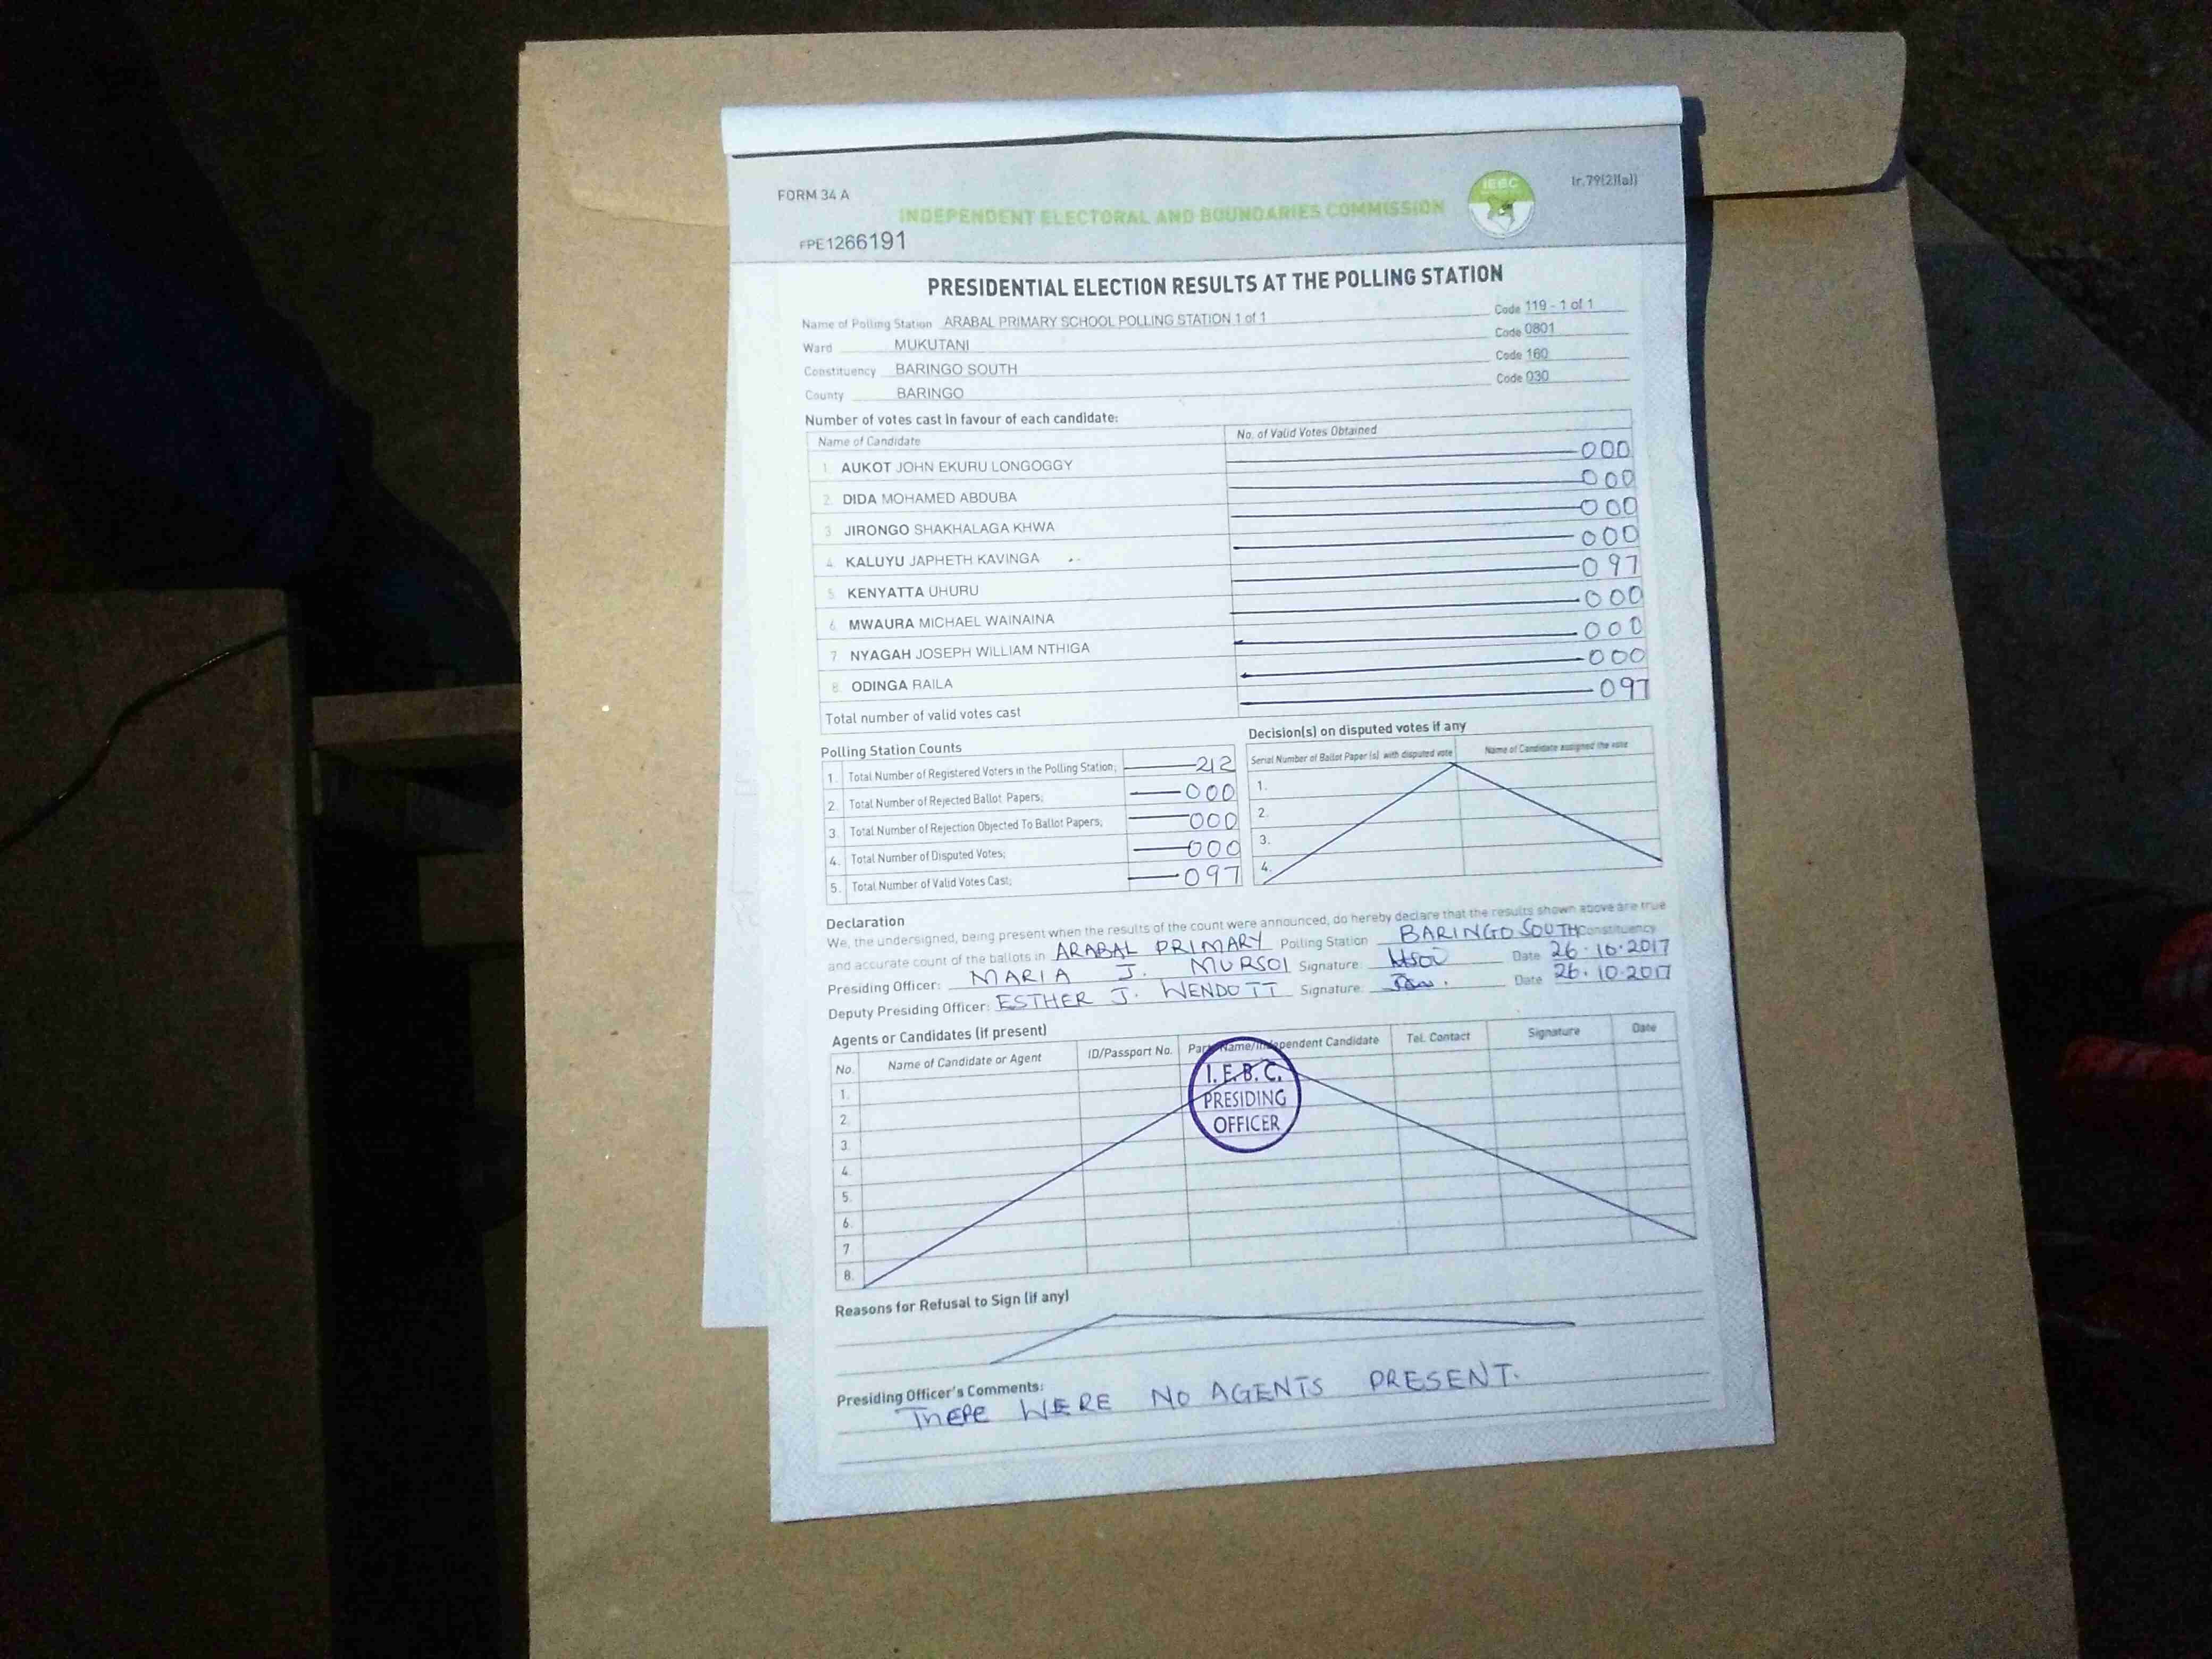 FORM 34 A
Ir.79(2)(a))
IEBC
INDEPENDENT ELECTORAL AND BOUNDARIES COMMISSION
FPE1266191
PRESIDENTIAL ELECTION RESULTS AT THE POLLING STATION
Name of Polling Station ARABAL PRIMARY SCHOOL POLLING STATION 1 of 1 Code 119 - 1 of 1
Ward MUKUTANI Code 0801
Constituency BARINGO SOUTH Code 160
County BARINGO Code 030
Number of votes cast in favour of each candidate:
Name of Candidate No. of Valid Votes Obtained
1. AUKOT JOHN EKURU LONGOGGY 000
2. DIDA MOHAMED ABDUBA 000
3. JIRONGO SHAKHALAGA KHWA 000
4. KALUYU JAPHETH KAVINGA 000
5. KENYATTA UHURU 097
6. MWAURA MICHAEL WAINAINA 000
7 NYAGAH JOSEPH WILLIAM NTHIGA 000
8. ODINGA RAILA 000
Total number of valid votes cast 097
Polling Station Counts
1. Total Number of Registered Voters in the Polling Station; 212
2. Total Number of Rejected Ballot Papers; 000
3. Total Number of Rejection Objected To Ballot Papers; 000
4. Total Number of Disputed Votes; 000
5. Total Number of Valid Votes Cast; 097
Decision(s) on disputed votes if any
Serial Number of Ballot Paper (s) with disputed vote Name of Candidate assigned the vote
1.
2.
3.
4.
Declaration
We, the undersigned, being present when the results of the count were announced, do hereby declare that the results shown above are true
and accurate count of the ballots in ARABAL PRIMARY Polling Station BARINGO SOUTH Constituency
Presiding Officer: MARIA J. MURSOI Signature: Date 26.10.2017
Deputy Presiding Officer: ESTHER J. WENDOTT Signature: Date 26.10.2017
Agents or Candidates (if present)
No. Name of Candidate or Agent ID/Passport No. Party Name/Independent Candidate Tel. Contact Signature Date
1.
2.
3.
4.
5.
6.
7
8.
I.E.B.C.
PRESIDING
OFFICER
Reasons for Refusal to Sign (if any)
Presiding Officer's Comments:
THERE WERE NO AGENTS PRESENT.